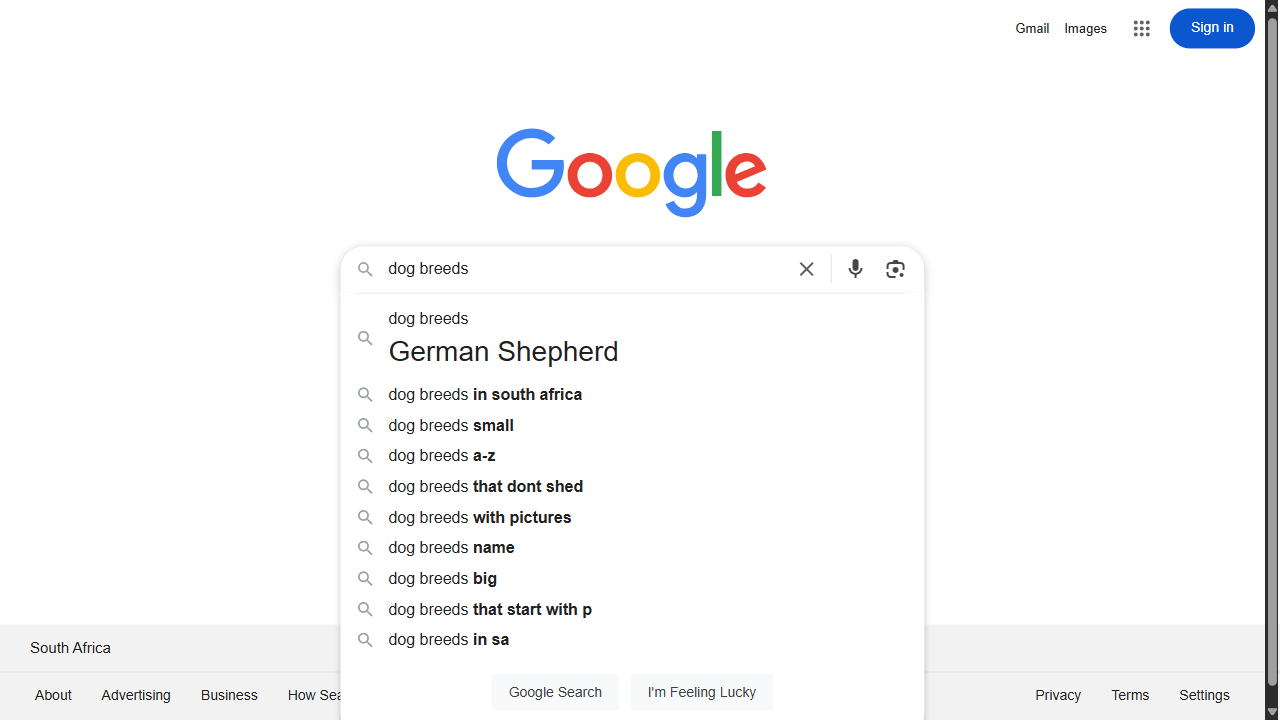 Gmail
Images
Sign in
Google
dog breeds
dog breeds
German Shepherd
dog breeds in south africa
dog breeds small
dog breeds a-z
dog breeds that dont shed
dog breeds with pictures
dog breeds name
dog breeds big
dog breeds that start with p
dog breeds in sa
Google Search
I'm Feeling Lucky
South Africa
About
Advertising
Business
How Sea
Privacy
Terms
Settings